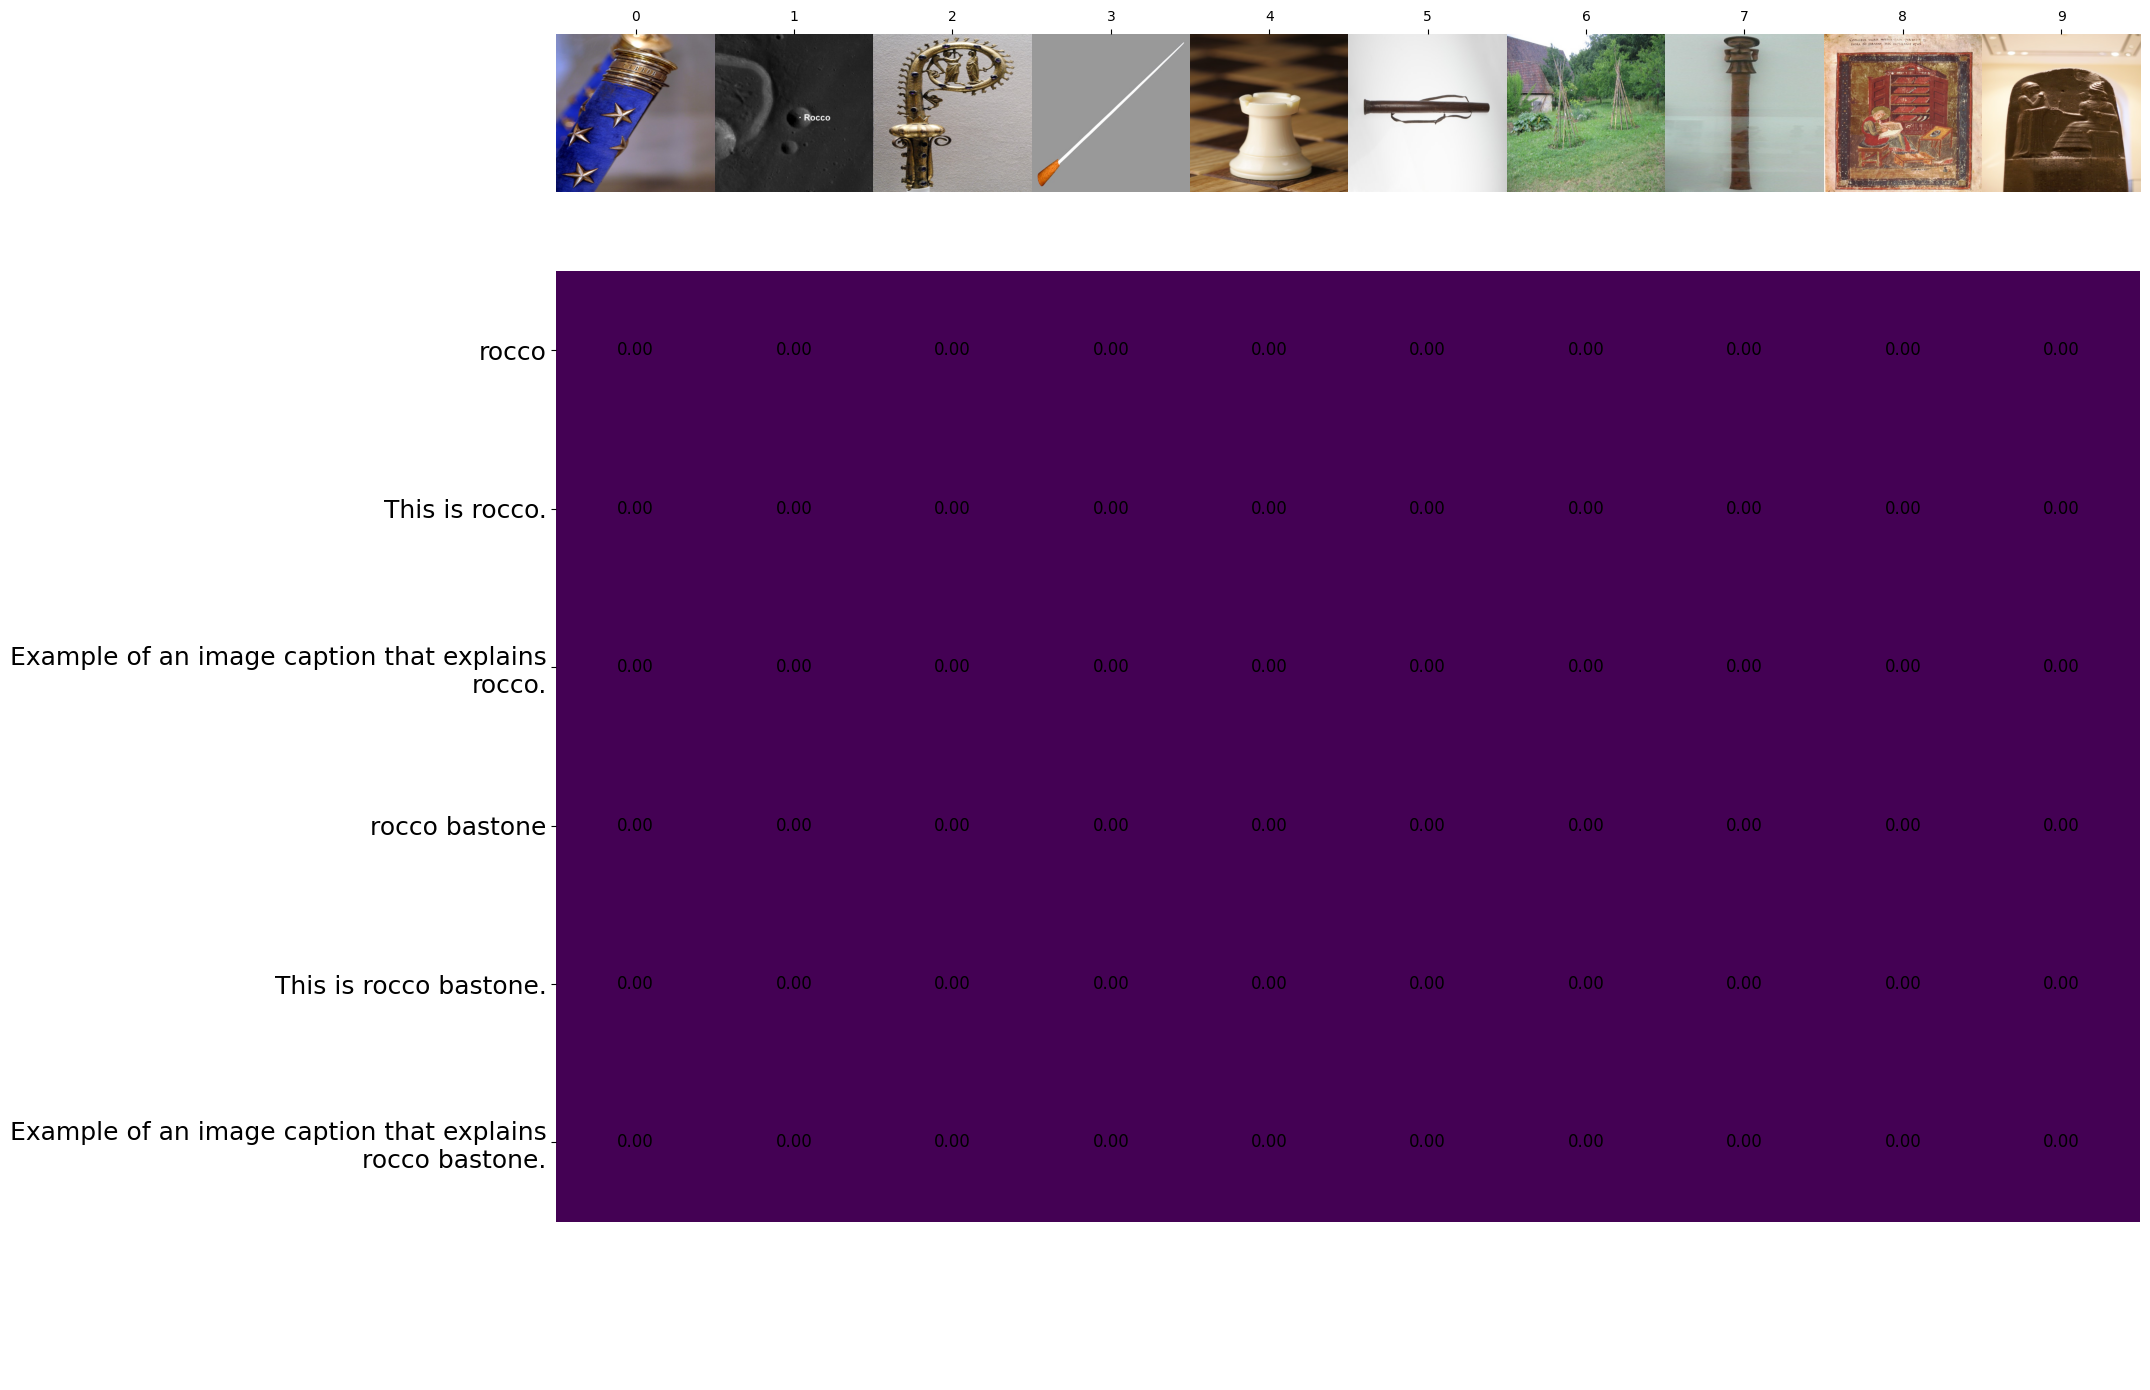 0 1 2 3 4 5 6 7 8 9
Rocco
rocco 0.00 0.00 0.00 0.00 0.00 0.00 0.00 0.00 0.00 0.00
This is rocco. 0.00 0.00 0.00 0.00 0.00 0.00 0.00 0.00 0.00 0.00
Example of an image caption that explains
rocco. 0.00 0.00 0.00 0.00 0.00 0.00 0.00 0.00 0.00 0.00
rocco bastone 0.00 0.00 0.00 0.00 0.00 0.00 0.00 0.00 0.00 0.00
This is rocco bastone. 0.00 0.00 0.00 0.00 0.00 0.00 0.00 0.00 0.00 0.00
Example of an image caption that explains
rocco bastone. 0.00 0.00 0.00 0.00 0.00 0.00 0.00 0.00 0.00 0.00